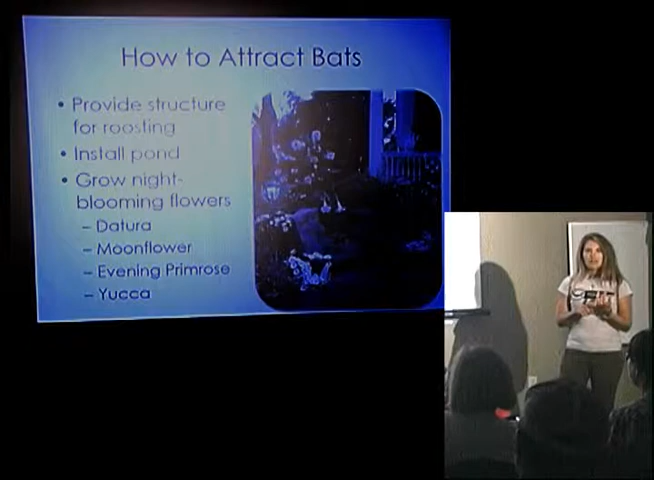 How to Attract Bats
• Provide structure
for roosting
• Install pond
• Grow night-
blooming flowers
– Datura
– Moonflower
– Evening Primrose
– Yucca